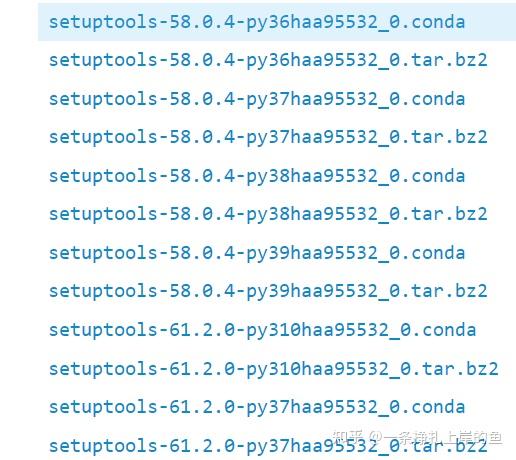 setuptools-58.0.4-py36haa95532_0.conda
setuptools-58.0.4-py36haa95532_0.tar.bz2
setuptools-58.0.4-py37haa95532_0.conda
setuptools-58.0.4-py37haa95532_0.tar.bz2
setuptools-58.0.4-py38haa95532_0.conda
setuptools-58.0.4-py38haa95532_0.tar.bz2
setuptools-58.0.4-py39haa95532_0.conda
setuptools-58.0.4-py39haa95532_0.tar.bz2
setuptools-61.2.0-py310haa95532_0.conda
setuptools-61.2.0-py310haa95532_0.tar.bz2
setuptools-61.2.0-py37haa95532_0.conda
知乎 @一条挣扎上岸的鱼
setuptools-61.2.0-py37haa95532_0.tar.bz2